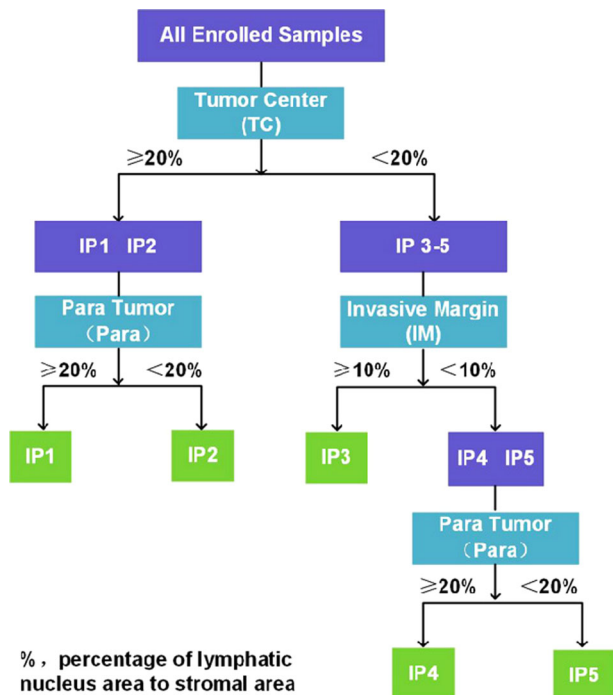 All Enrolled Samples
Tumor Center
(TC)
≥20%
<20%
IP1 IP2
IP 3-5
Para Tumor
（Para）
Invasive Margin
(IM)
≥20%
<20%
≥10%
<10%
IP1
IP2
IP3
IP4 IP5
Para Tumor
（Para）
≥20%
<20%
IP4
IP5
%，percentage of lymphatic
nucleus area to stromal area